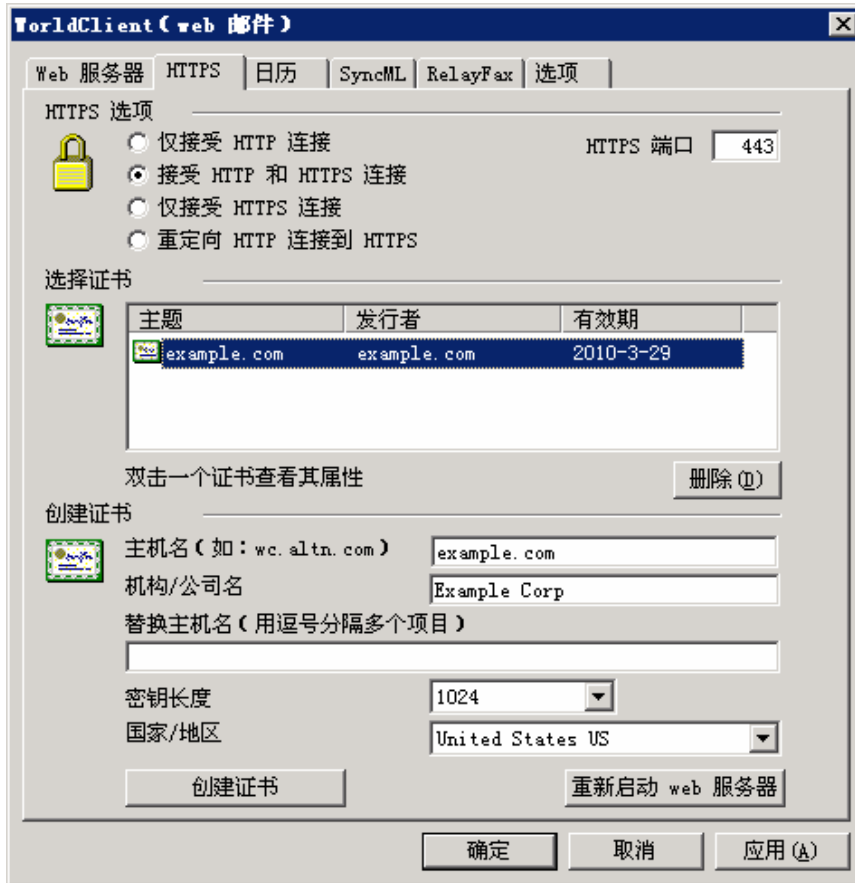 WorldClient(web 邮件)
Web 服务器 HTTPS 日历 SyncML RelayFax 选项
HTTPS 选项
仅接受 HTTP 连接 HTTPS 端口 443
接受 HTTP 和 HTTPS 连接
仅接受 HTTPS 连接
重定向 HTTP 连接到 HTTPS
选择证书
主题 发行者 有效期
example.com example.com 2010-3-29
双击一个证书查看其属性 删除(D)
创建证书
主机名(如:wc.altn.com) example.com
机构/公司名 Example Corp
替换主机名(用逗号分隔多个项目)
密钥长度 1024
国家/地区 United States US
创建证书 重新启动 web 服务器
确定 取消 应用(A)